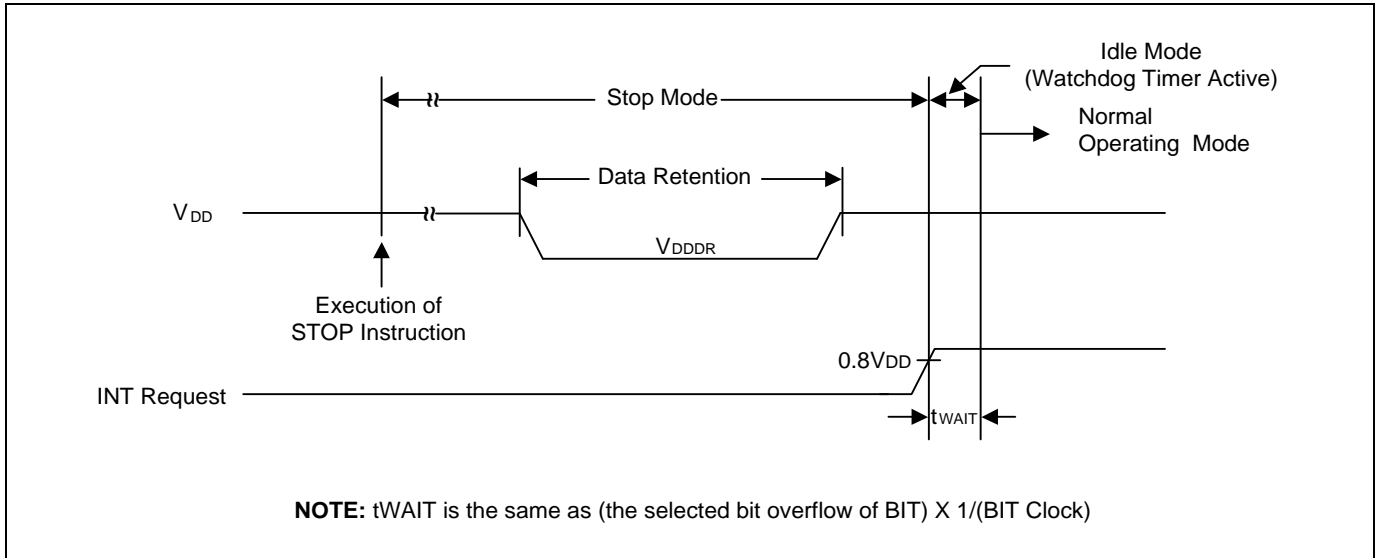 Idle Mode
(Watchdog Timer Active)
Stop Mode
Normal
Operating Mode
Data Retention
VDD
VDDDR
Execution of
STOP Instruction
0.8VDD
INT Request
tWAIT
NOTE: tWAIT is the same as (the selected bit overflow of BIT) X 1/(BIT Clock)